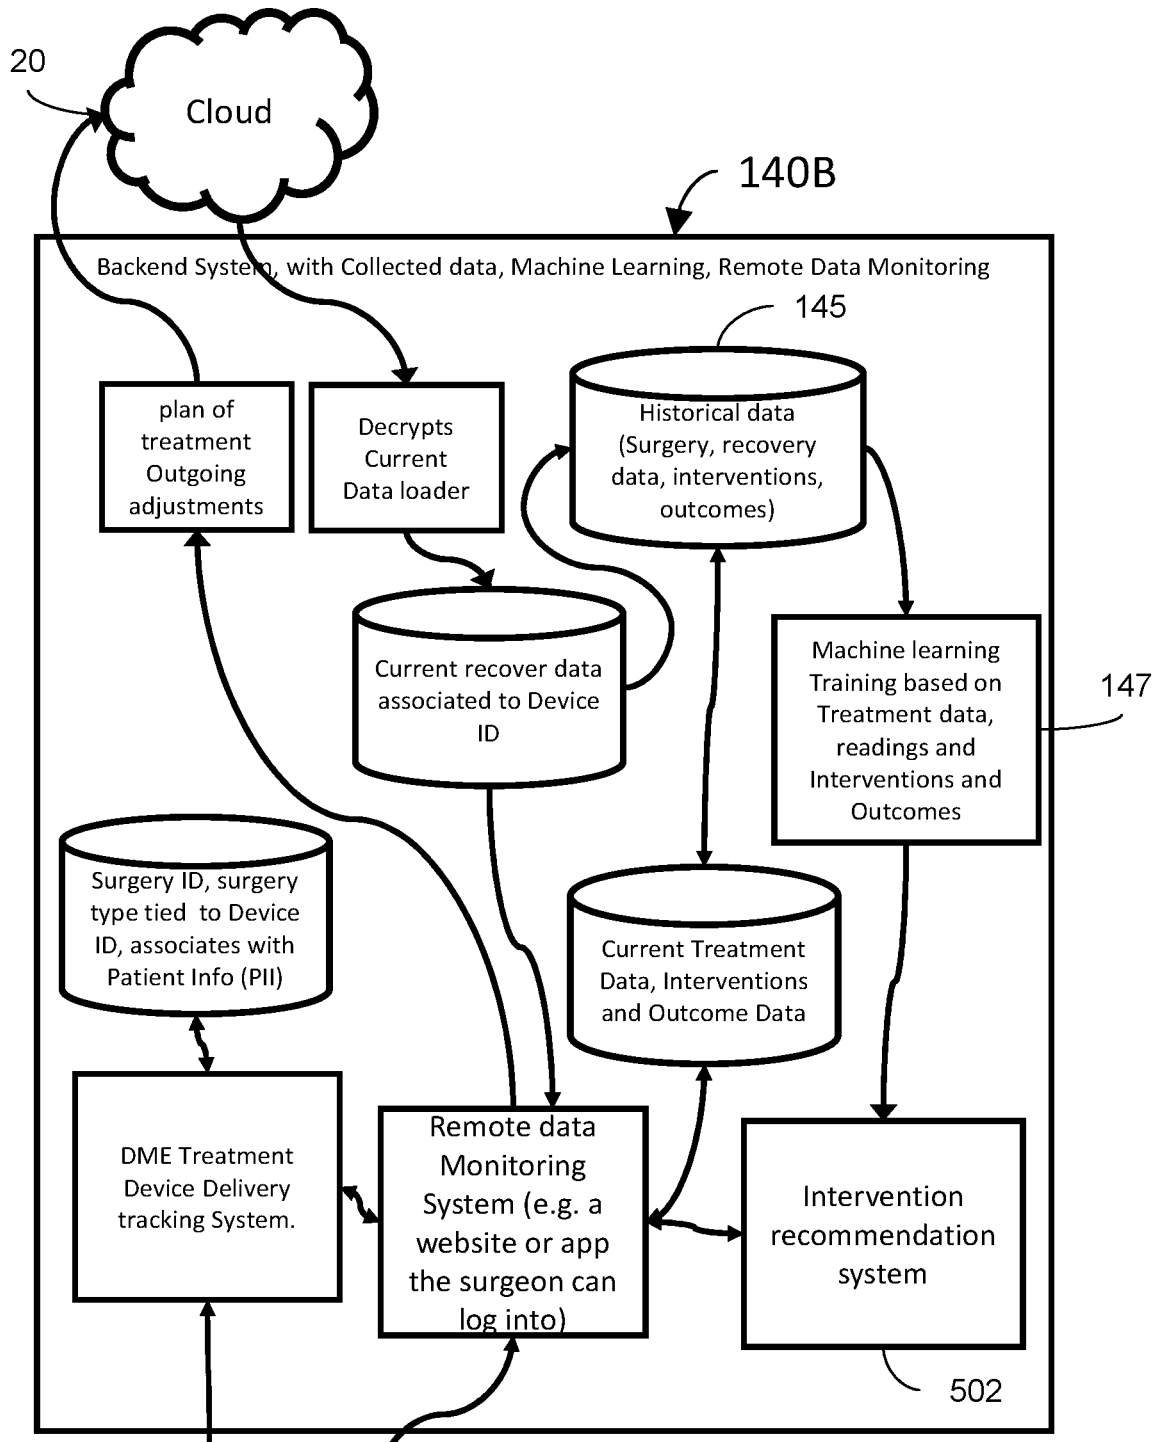 20
Cloud
140B
Backend System, with Collected data, Machine Learning, Remote Data Monitoring
145
plan of
treatment
Outgoing
adjustments
Decrypts
Current
Data loader
Historical data
(Surgery, recovery
data, interventions,
outcomes)
Current recover data
associated to Device
ID
Machine learning
Training based on
Treatment data,
readings and
Interventions and
Outcomes
147
Surgery ID, surgery
type tied to Device
ID, associates with
Patient Info (PII)
Current Treatment
Data, Interventions
and Outcome Data
DME Treatment
Device Delivery
tracking System.
Remote data
Monitoring
System (e.g. a
website or app
the surgeon can
log into)
Intervention
recommendation
system
502